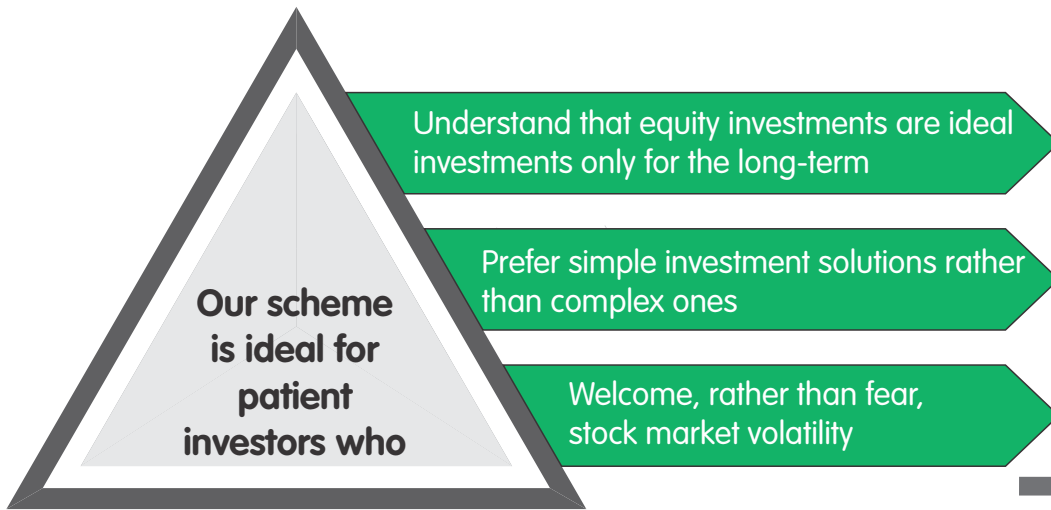 Our scheme
is ideal for
patient
investors who
Understand that equity investments are ideal
investments only for the long-term
Prefer simple investment solutions rather
than complex ones
Welcome, rather than fear,
stock market volatility